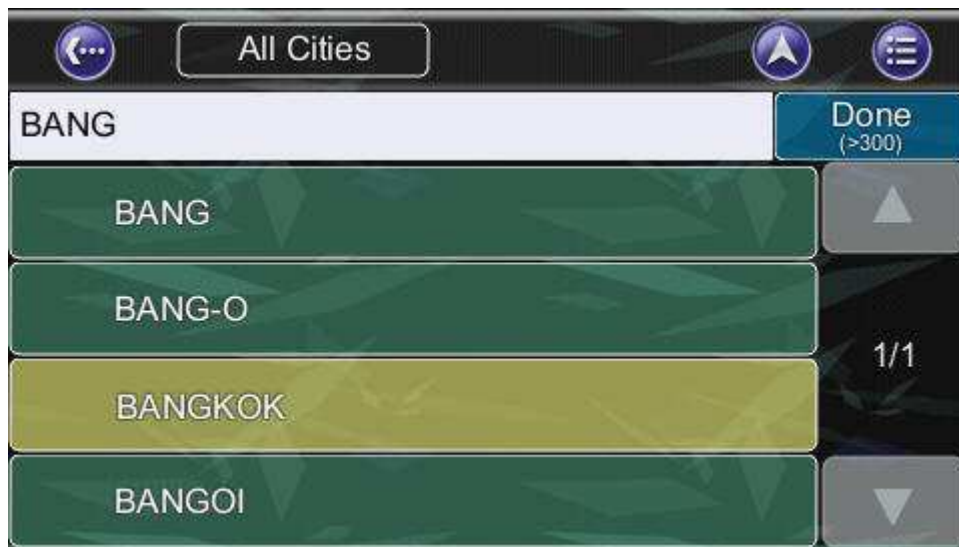 All Cities
BANG
Done
(>300)
BANG
BANG-O
1/1
BANGKOK
BANGOI